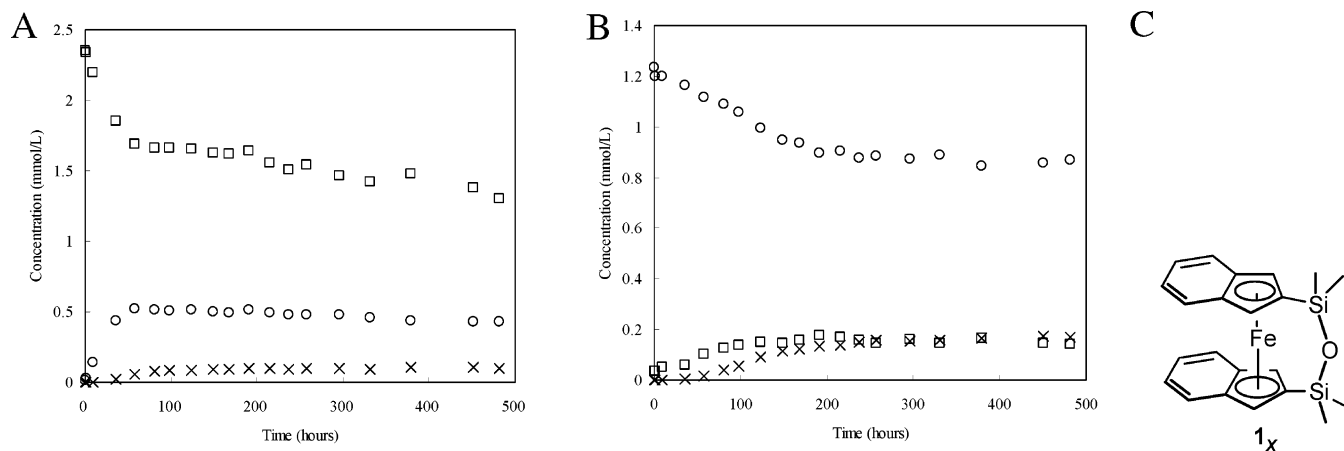 A
2.5
2
1.5
1
0.5
0
0
100
200
300
400
500
Concentration (mmol/L)
Time (hours)
B
1.4
1.2
1
0.8
0.6
0.4
0.2
0
0
100
200
300
400
500
Concentration (mmol/L)
Time (hours)
C
Si
Fe
O
Si
1x